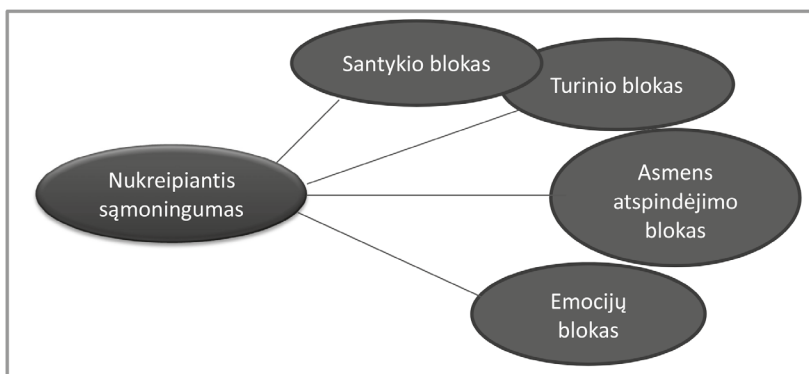 Santykio blokas
Turinio blokas
Nukreipiantis
sąmoningumas
Asmens
atspindėjimo
blokas
Emocijų
blokas